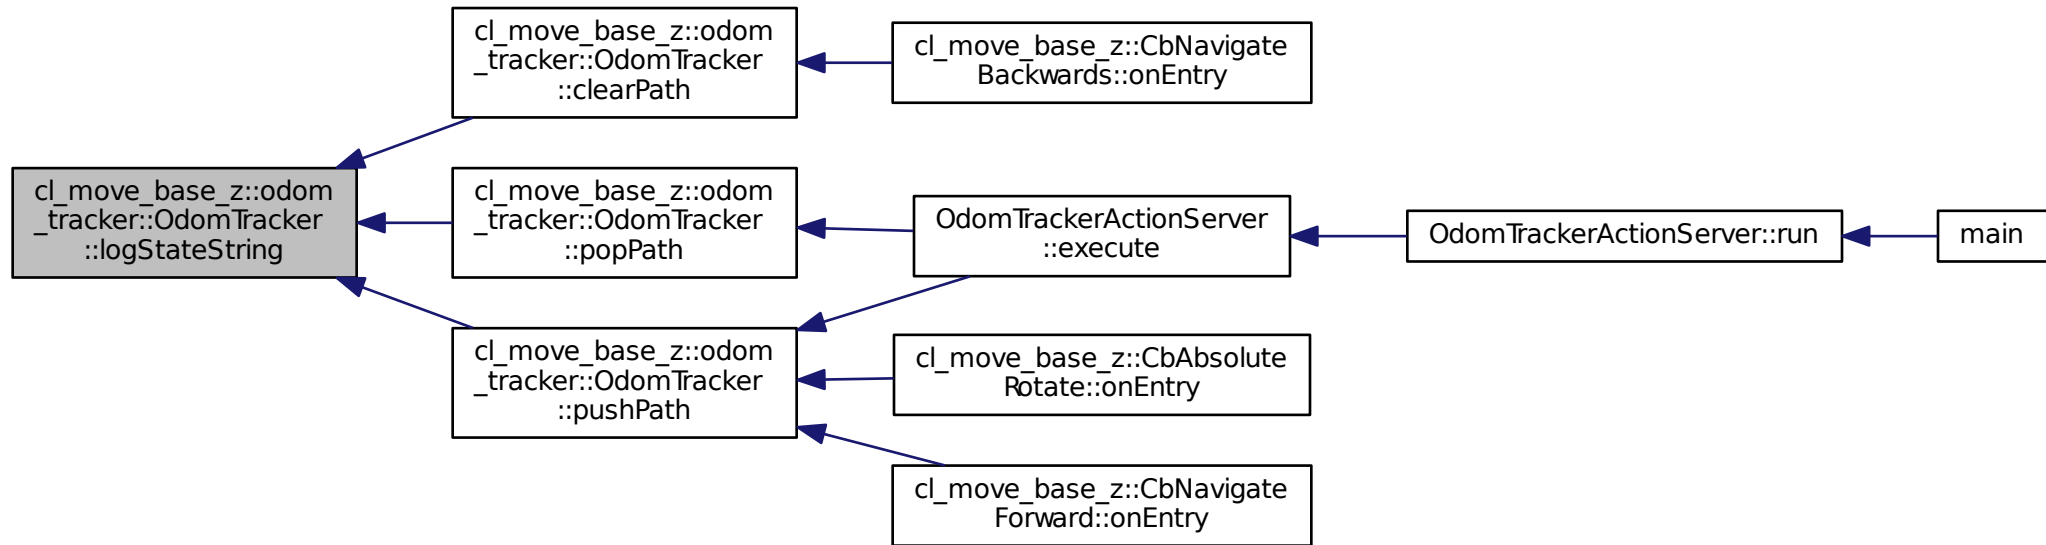 cl_move_base_z::odom
_tracker::OdomTracker
::logStateString
cl_move_base_z::odom
_tracker::OdomTracker
::clearPath
cl_move_base_z::CbNavigate
Backwards::onEntry
cl_move_base_z::odom
_tracker::OdomTracker
::popPath
OdomTrackerActionServer
::execute
OdomTrackerActionServer::run
main
cl_move_base_z::odom
_tracker::OdomTracker
::pushPath
cl_move_base_z::CbAbsolute
Rotate::onEntry
cl_move_base_z::CbNavigate
Forward::onEntry